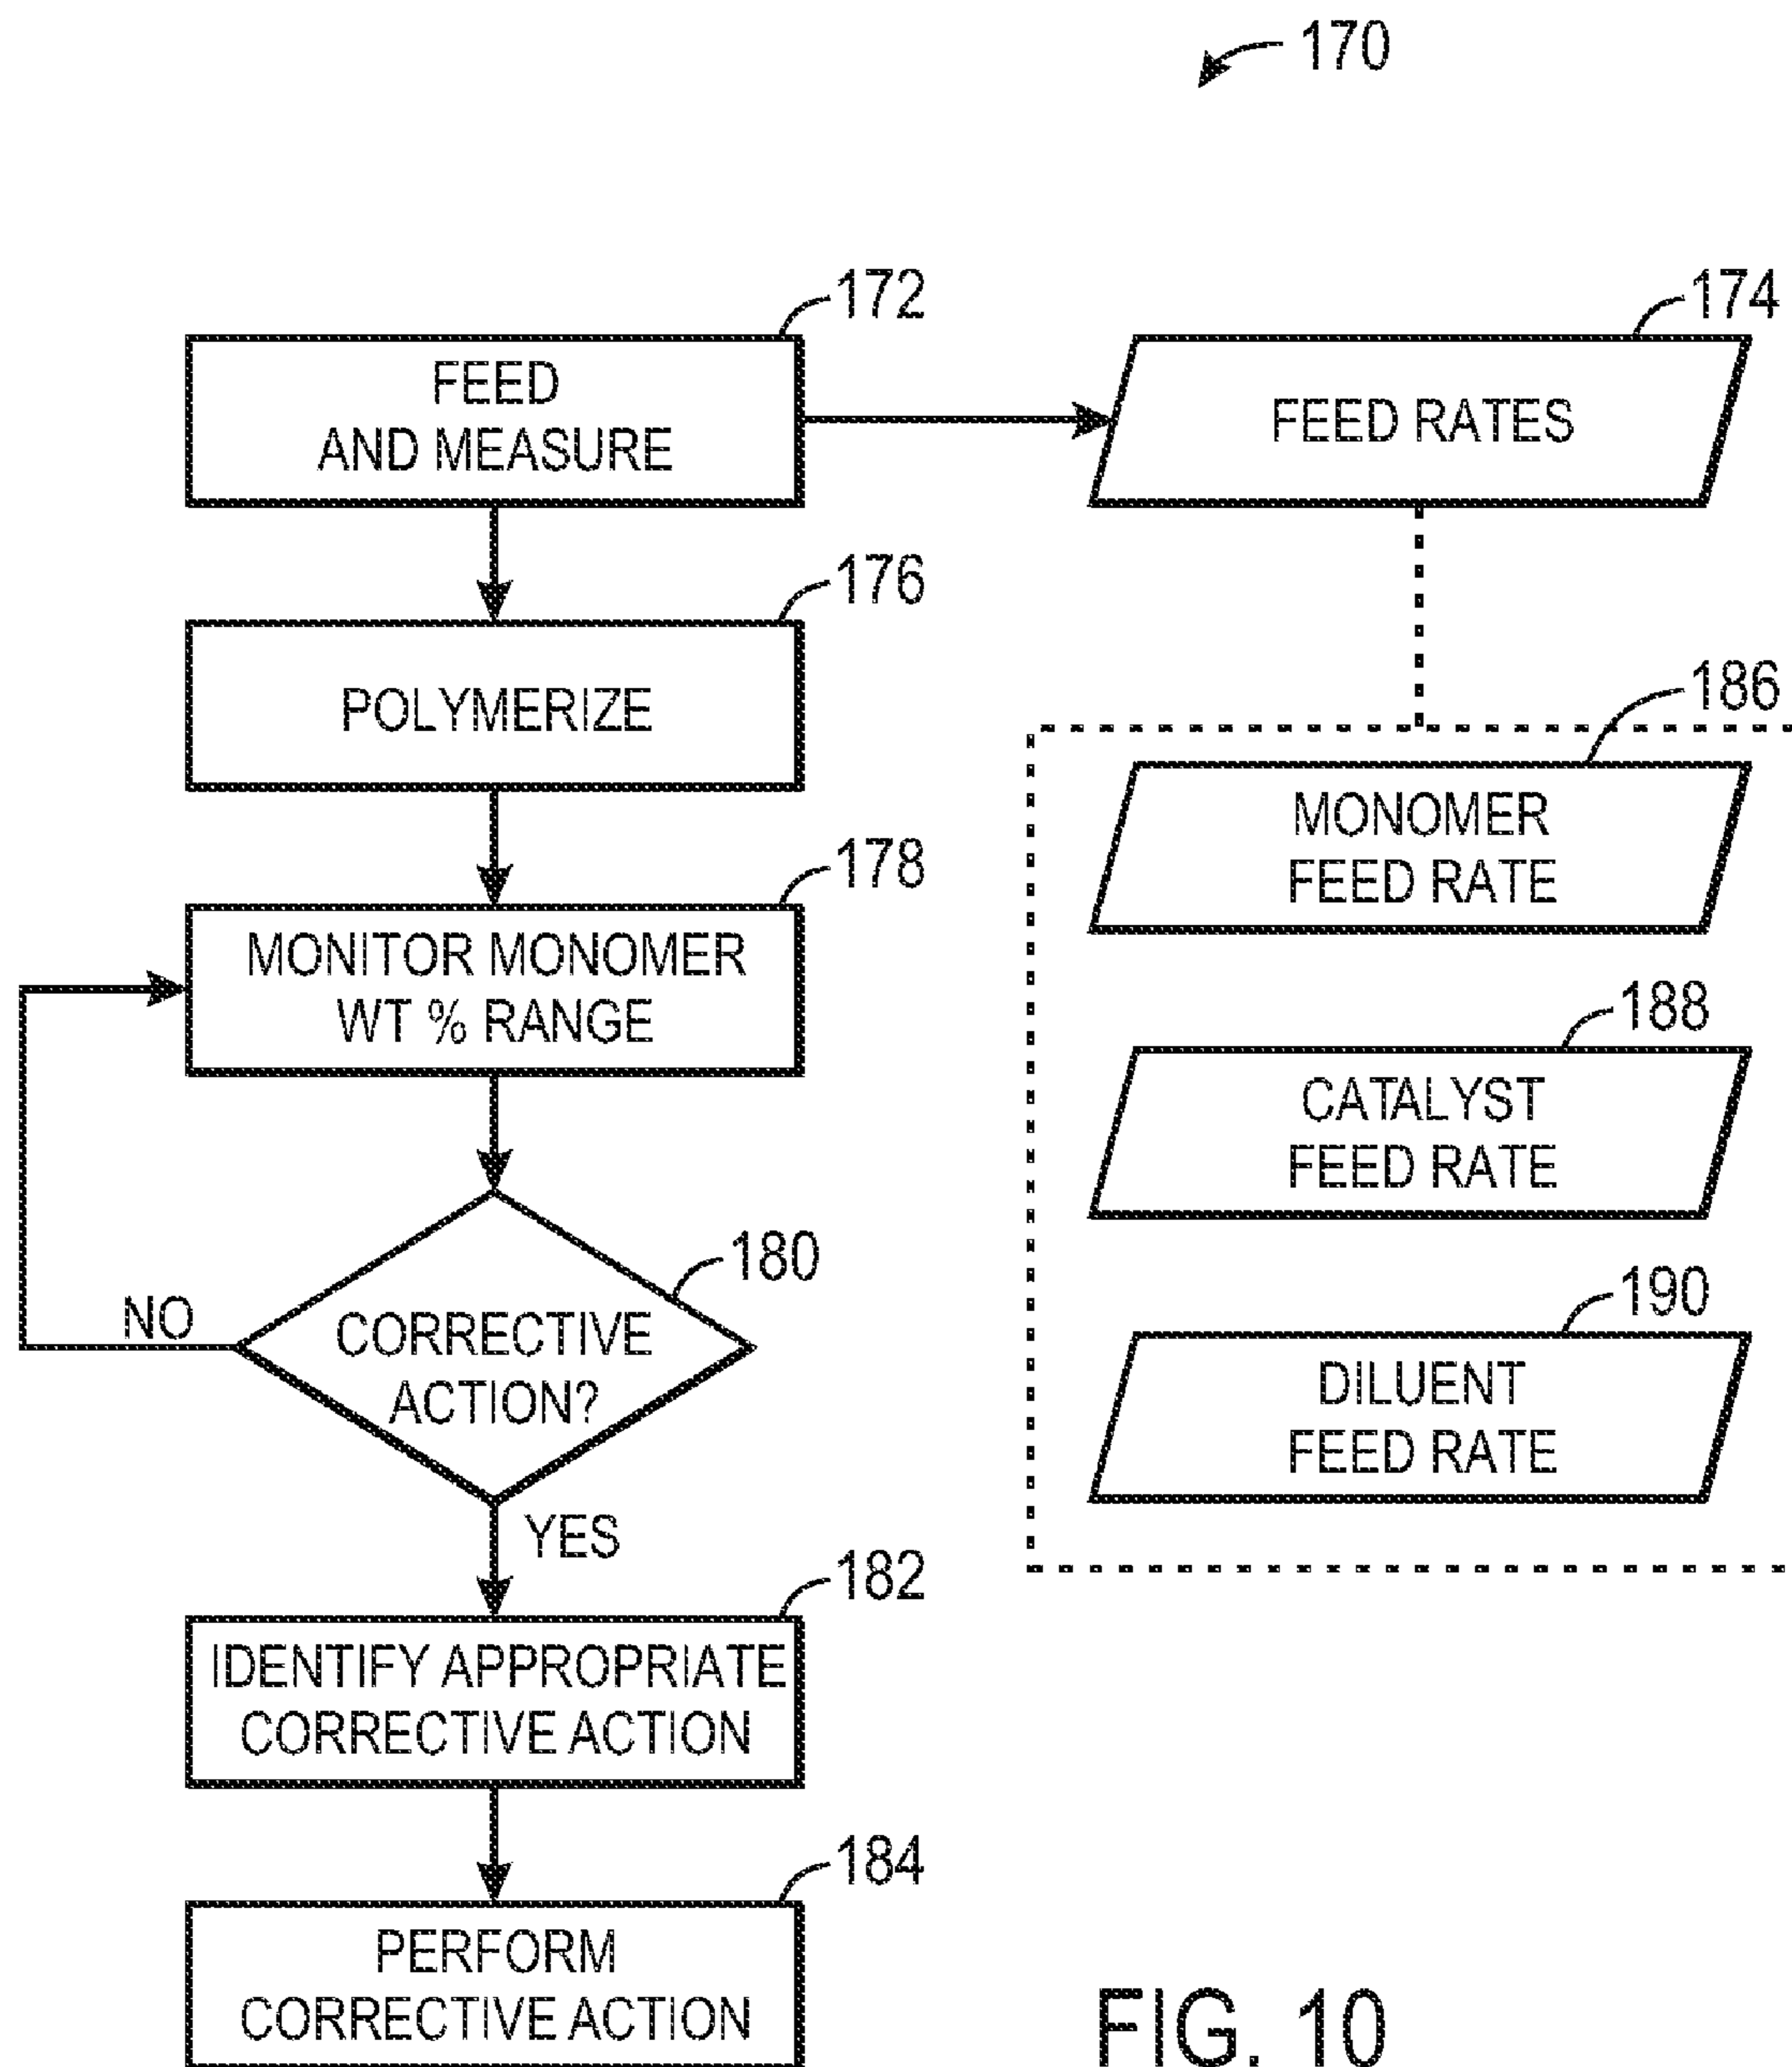 170
172
FEED
AND MEASURE
174
FEED RATES
176
POLYMERIZE
178
MONITOR MONOMER
WT % RANGE
180
CORRECTIVE
ACTION?
NO
YES
182
IDENTIFY APPROPRIATE
CORRECTIVE ACTION
184
PERFORM
CORRECTIVE ACTION
186
MONOMER
FEED RATE
188
CATALYST
FEED RATE
190
DILUENT
FEED RATE
FIG. 10